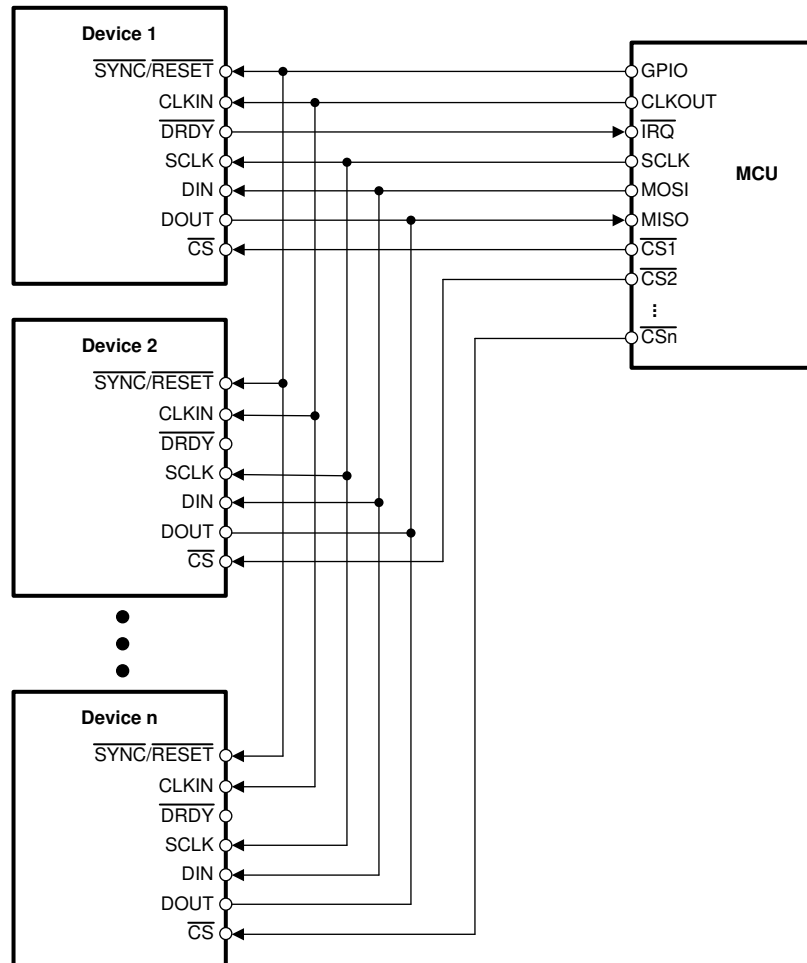 Device 1
SYNC/RESET
CLKIN
DRDY
SCLK
DIN
DOUT
CS
GPIO
CLKOUT
IRQ
SCLK
MOSI
MISO
CS1
CS2
⋮
CSn
MCU
Device 2
SYNC/RESET
CLKIN
DRDY
SCLK
DIN
DOUT
CS
Device n
SYNC/RESET
CLKIN
DRDY
SCLK
DIN
DOUT
CS